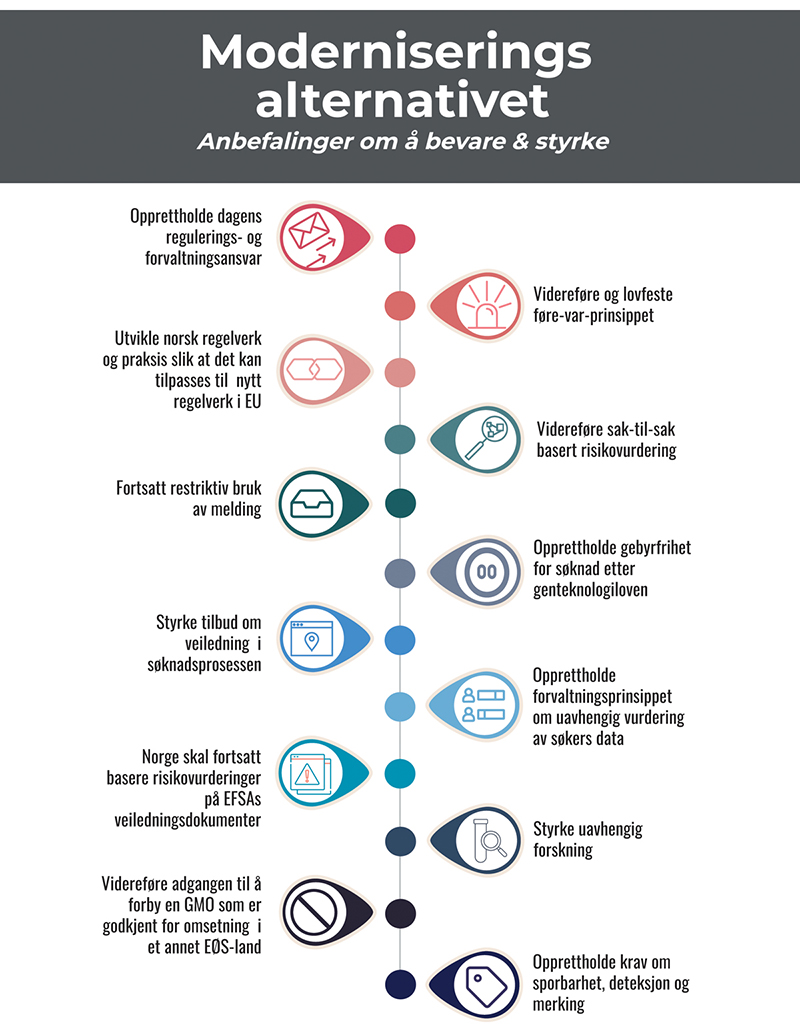 Moderniserings
alternativet
Anbefalinger om å bevare & styrke
Opprettholde dagens
regulerings- og
forvaltningsansvar
Videreføre og lovfeste
føre-var-prinsippet
Utvikle norsk regelverk
og praksis slik at det kan
tilpasses til nytt
regelverk i EU
Videreføre sak-til-sak
basert risikovurdering
Fortsatt restriktiv bruk
av melding
Opprettholde gebyrfrihet
for søknad etter
genteknologiloven
00
Styrke tilbud om
veiledning i
søknadsprosessen
Opprettholde
forvaltningsprinsippet
om uavhengig vurdering
av søkers data
Norge skal fortsatt
basere risikovurderinger
på EFSAs
veiledningsdokumenter
Styrke uavhengig
forskning
Videreføre adgangen til å
forby en GMO som er
godkjent for omsetning i
et annet EØS-land
Opprettholde krav om
sporbarhet, deteksjon og
merking